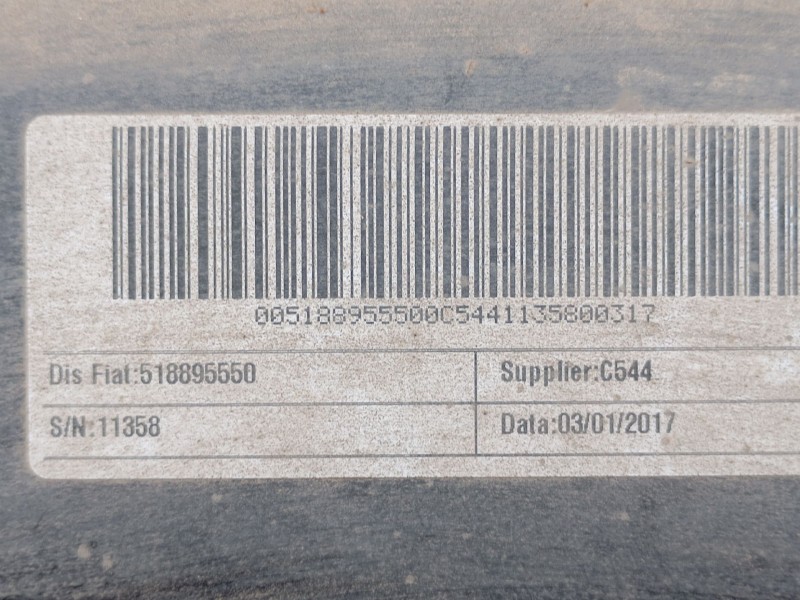 005188955500C5441135800317
Dis Fiat:518895550 Supplier:C544
S/N:11358 Data:03/01/2017